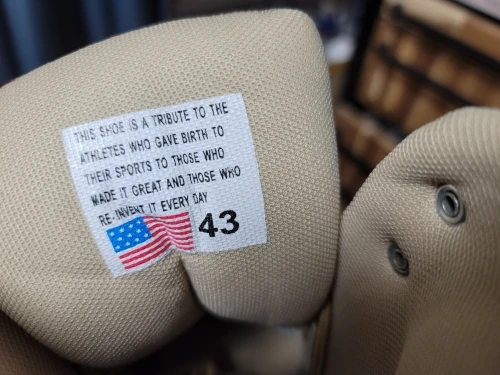 THIS SHOE IS A TRIBUTE TO THE
ATHLETES WHO GAVE BIRTH TO
THEIR SPORTS TO THOSE WHO
MADE IT GREAT AND THOSE WHO
RE-INVENT IT EVERY DAY
43